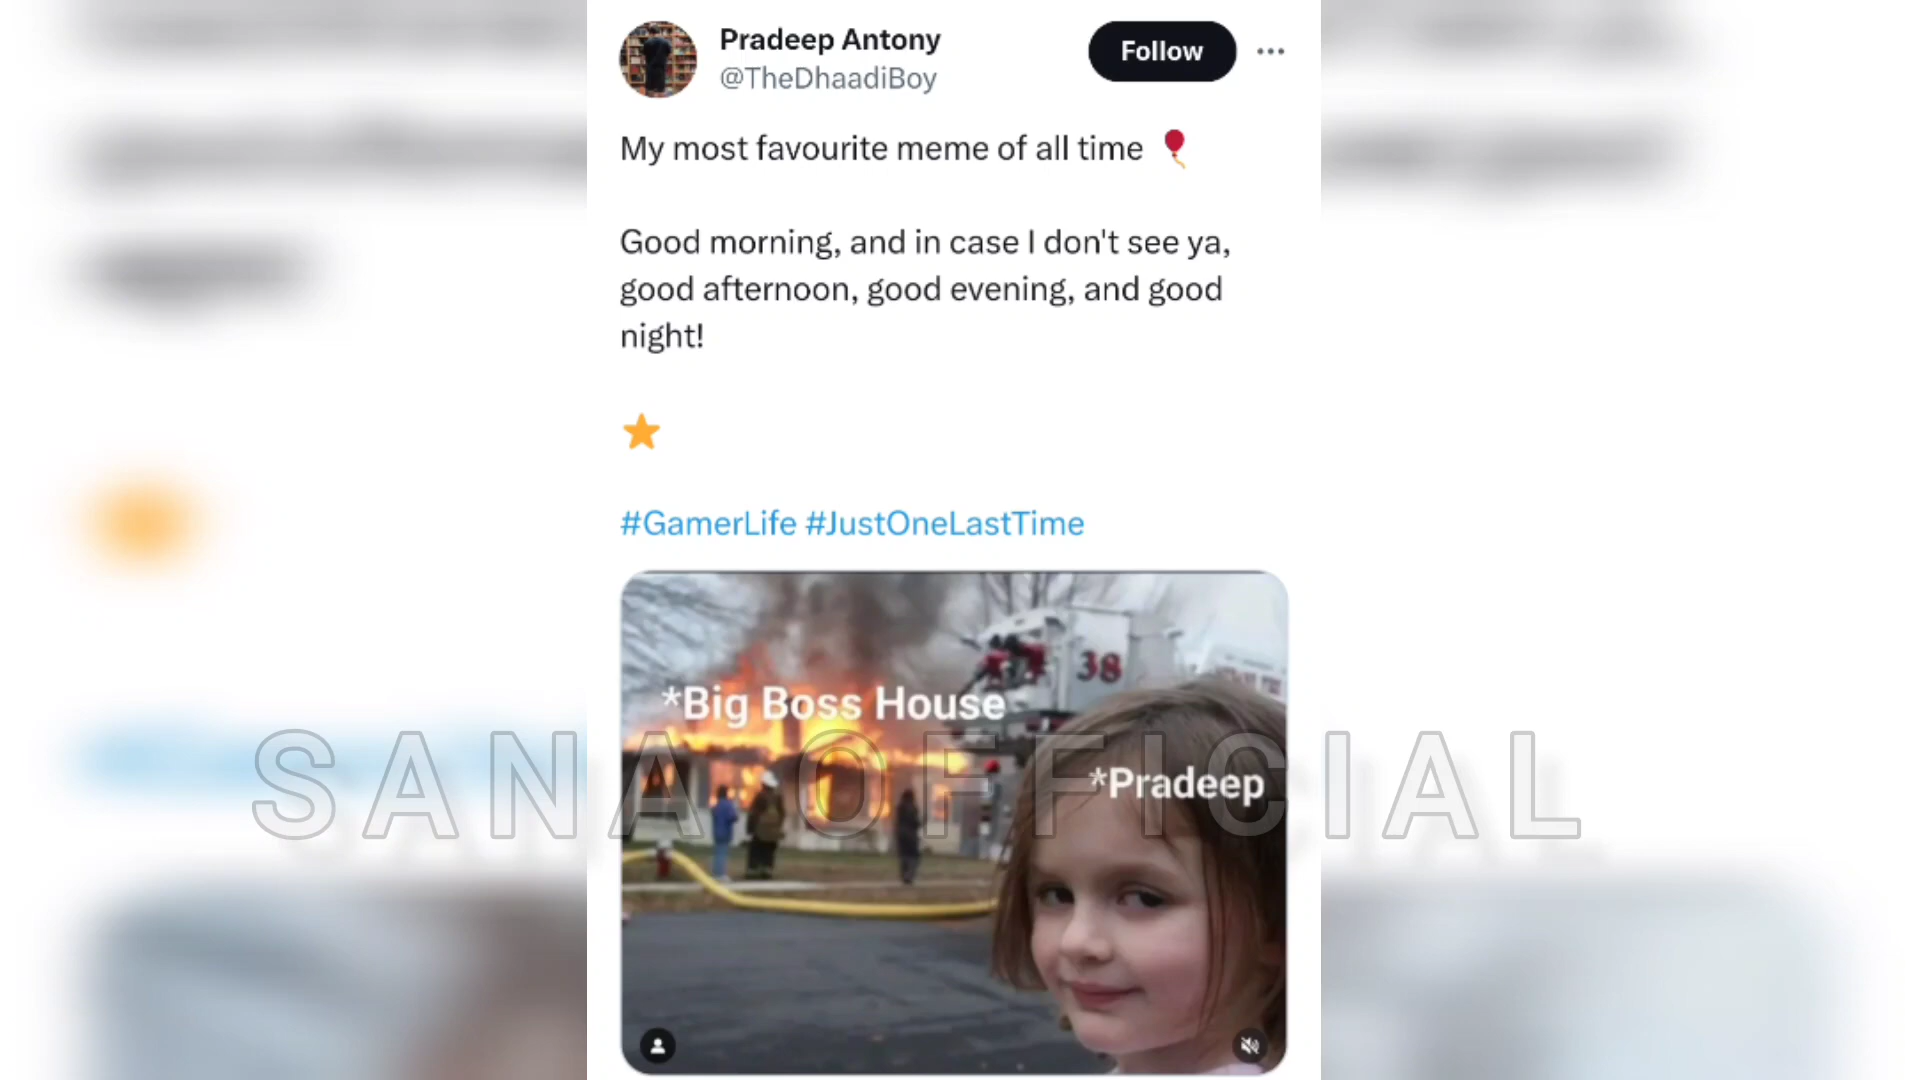 Pradeep Antony
@TheDhaadiBoy
Follow
My most favourite meme of all time 🎈
Good morning, and in case I don't see ya,
good afternoon, good evening, and good
night!
⭐
#GamerLife #JustOneLastTime
38
*Big Boss House
*Pradeep
SANA OFFICIAL